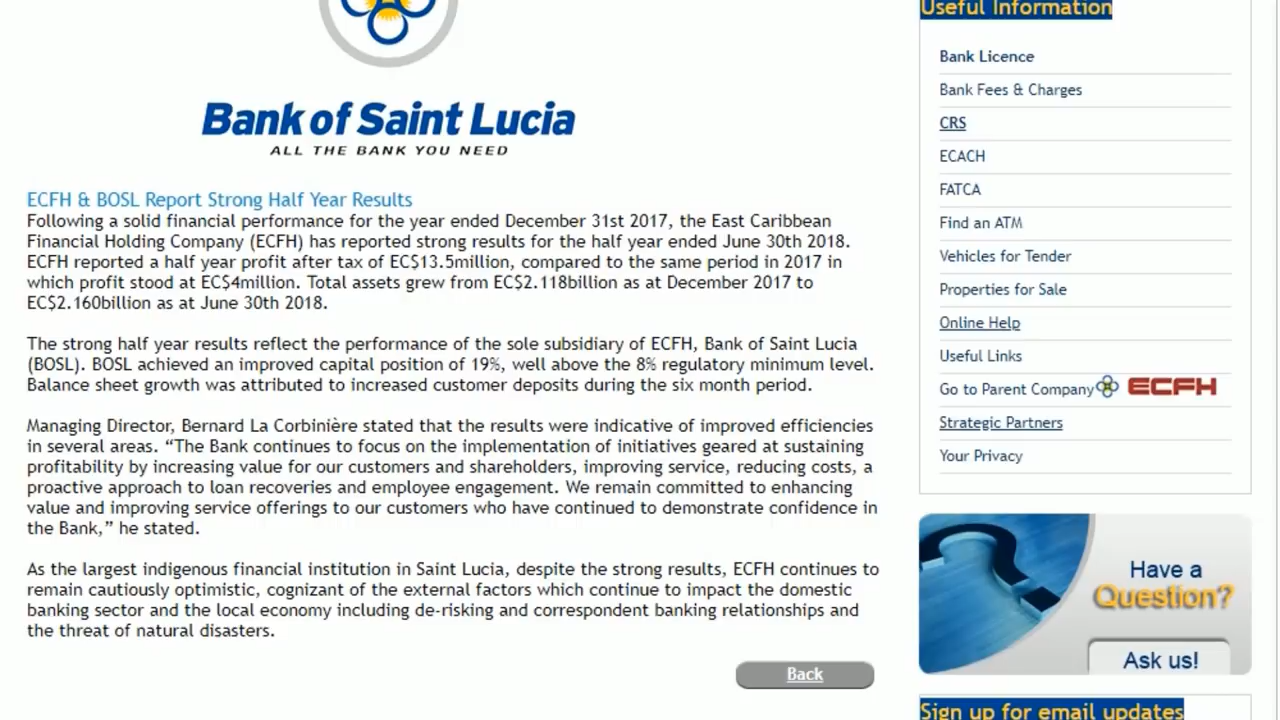 Bank of Saint Lucia
ALL THE BANK YOU NEED
ECFH & BOSL Report Strong Half Year Results
Following a solid financial performance for the year ended December 31st 2017, the East Caribbean
Financial Holding Company (ECFH) has reported strong results for the half year ended June 30th 2018.
ECFH reported a half year profit after tax of EC$13.5million, compared to the same period in 2017 in
which profit stood at EC$4million. Total assets grew from EC$2.118billion as at December 2017 to
EC$2.160billion as at June 30th 2018.
The strong half year results reflect the performance of the sole subsidiary of ECFH, Bank of Saint Lucia
(BOSL). BOSL achieved an improved capital position of 19%, well above the 8% regulatory minimum level.
Balance sheet growth was attributed to increased customer deposits during the six month period.
Managing Director, Bernard La Corbinière stated that the results were indicative of improved efficiencies
in several areas. “The Bank continues to focus on the implementation of initiatives geared at sustaining
profitability by increasing value for our customers and shareholders, improving service, reducing costs, a
proactive approach to loan recoveries and employee engagement. We remain committed to enhancing
value and improving service offerings to our customers who have continued to demonstrate confidence in
the Bank,” he stated.
As the largest indigenous financial institution in Saint Lucia, despite the strong results, ECFH continues to
remain cautiously optimistic, cognizant of the external factors which continue to impact the domestic
banking sector and the local economy including de-risking and correspondent banking relationships and
the threat of natural disasters.
Back
Useful Information
Bank Licence
Bank Fees & Charges
CRS
ECACH
FATCA
Find an ATM
Vehicles for Tender
Properties for Sale
Online Help
Useful Links
Go to Parent Company ECFH
Strategic Partners
Your Privacy
Have a
Question?
Ask us!
Sign up for email updates